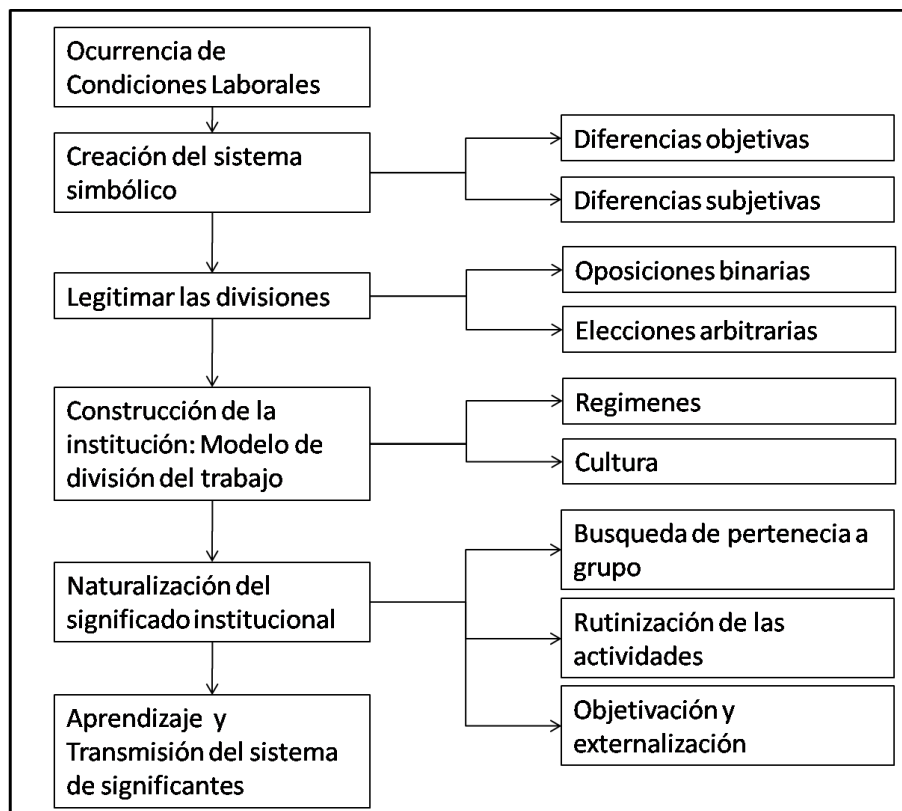 Ocurrencia de
Condiciones Laborales
Creación del sistema
simbólico
Diferencias objetivas
Diferencias subjetivas
Legitimar las divisiones
Oposiciones binarias
Elecciones arbitrarias
Construcción de la
institución: Modelo de
división del trabajo
Regimenes
Cultura
Naturalización del
significado institucional
Busqueda de pertenecia a
grupo
Rutinización de las
actividades
Objetivación y
externalización
Aprendizaje y
Transmisión del sistema
de significantes